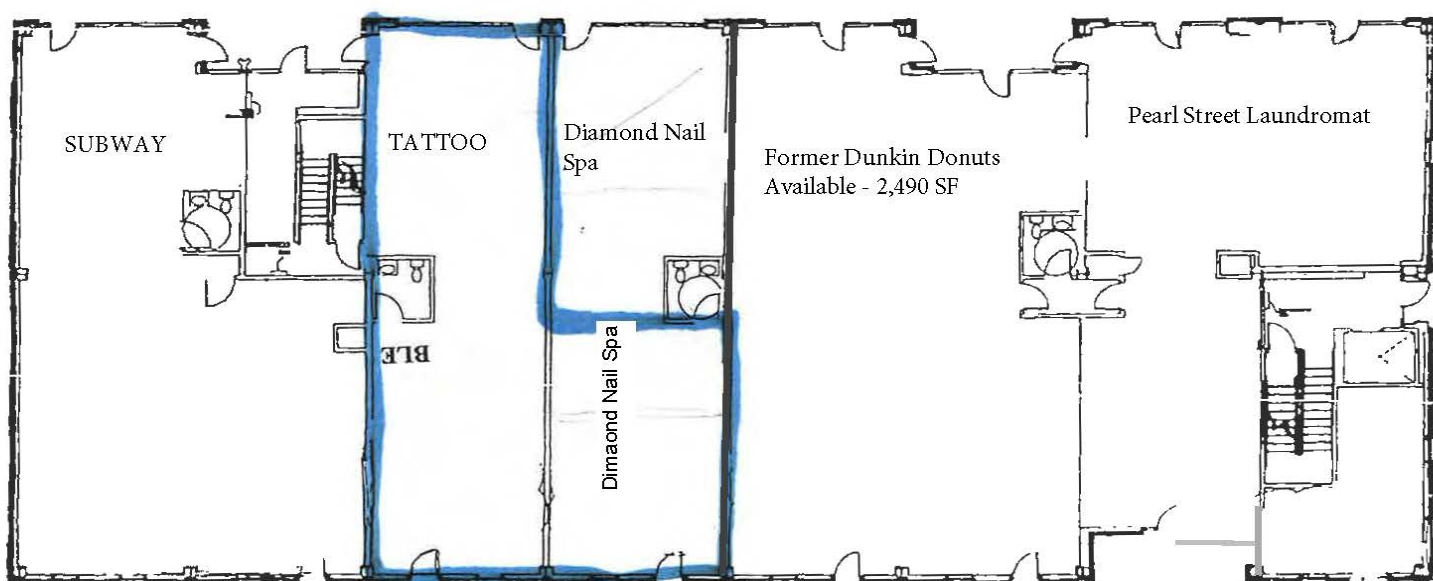 SUBWAY
TATTOO
Diamond Nail
Spa
Former Dunkin Donuts
Available - 2,490 SF
Pearl Street Laundromat
BLE
Dimaond Nail Spa